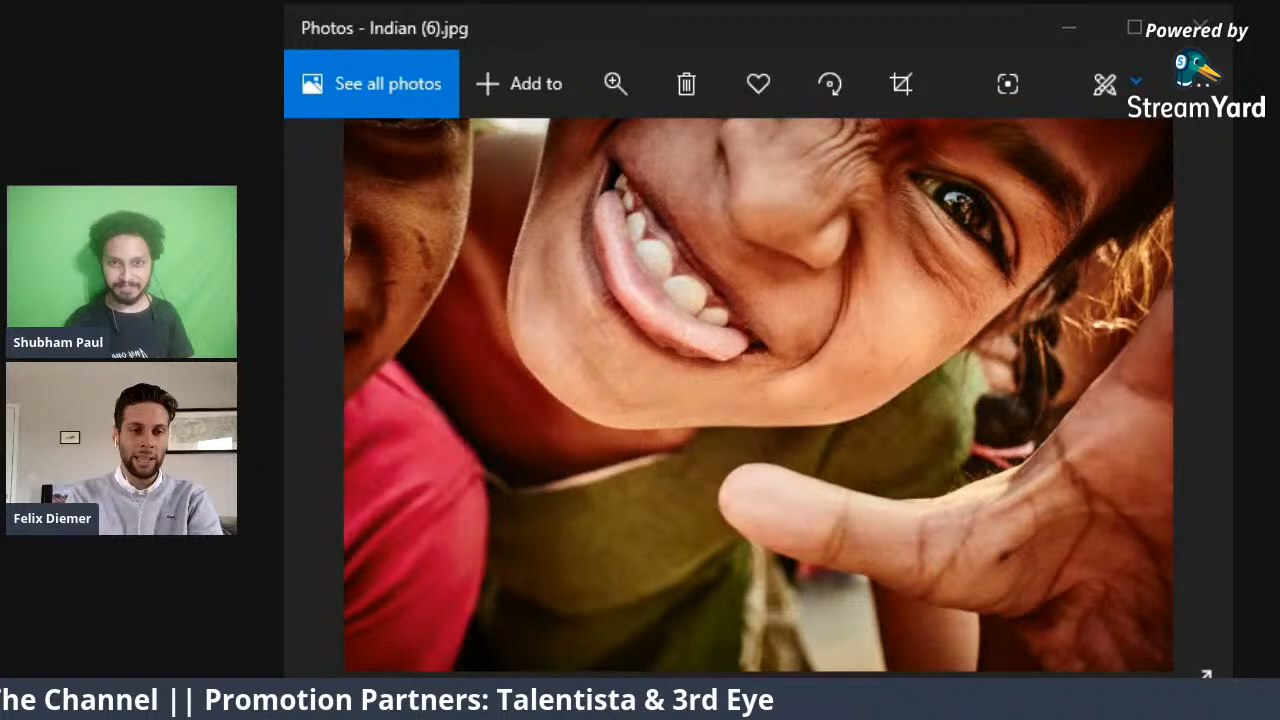 Photos - Indian (6).jpg
Powered by
See all photos
Add to
StreamYard
Shubham Paul
Felix Diemer
The Channel || Promotion Partners: Talentista & 3rd Eye